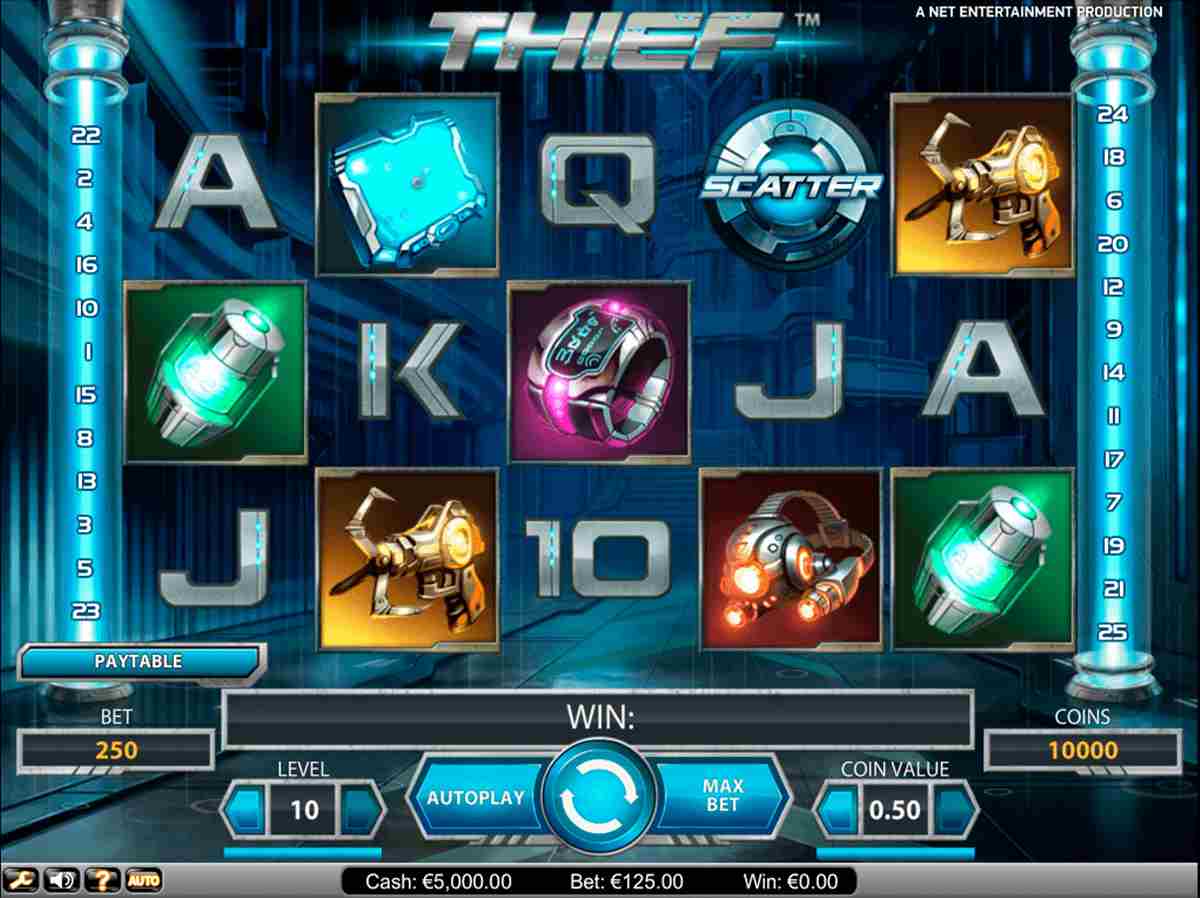 THIEF™
A NET ENTERTAINMENT PRODUCTION
22
2
4
16
10
1
15
8
13
3
5
23
24
18
6
20
12
9
14
11
17
7
19
21
25
A Q SCATTER
K J A
J 10
PAYTABLE
WIN:
BET
250
COINS
10000
LEVEL
10
AUTOPLAY
MAX
BET
COIN VALUE
0.50
?
AUTO
Cash: €5,000.00 Bet: €125.00 Win: €0.00